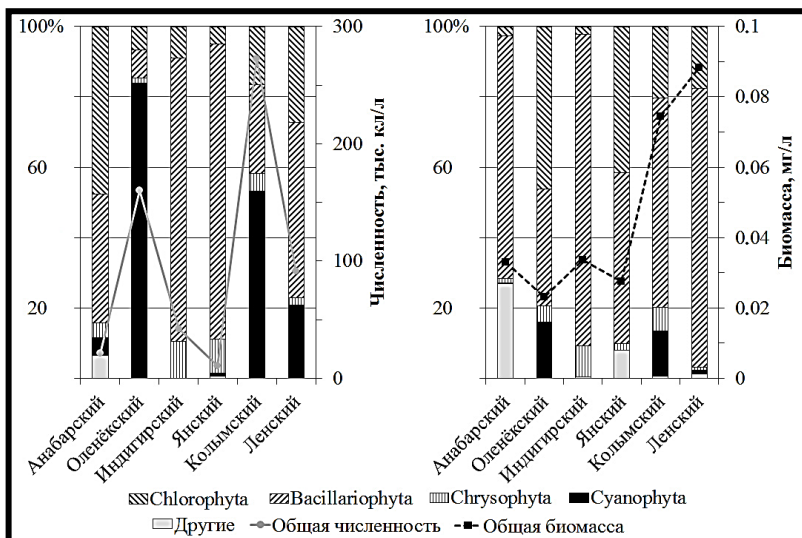 100%
60
20
300
200
100
0
Численность, тыс. кл/л
Анабарский
Оленёкский
Индигирский
Янский
Колымский
Ленский
100%
60
20
0.1
0.08
0.06
0.04
0.02
0
Биомасса, мг/л
Анабарский
Оленёкский
Индигирский
Янский
Колымский
Ленский
Chlorophyta Bacillariophyta Chrysophyta Cyanophyta
Другие Общая численность Общая биомасса